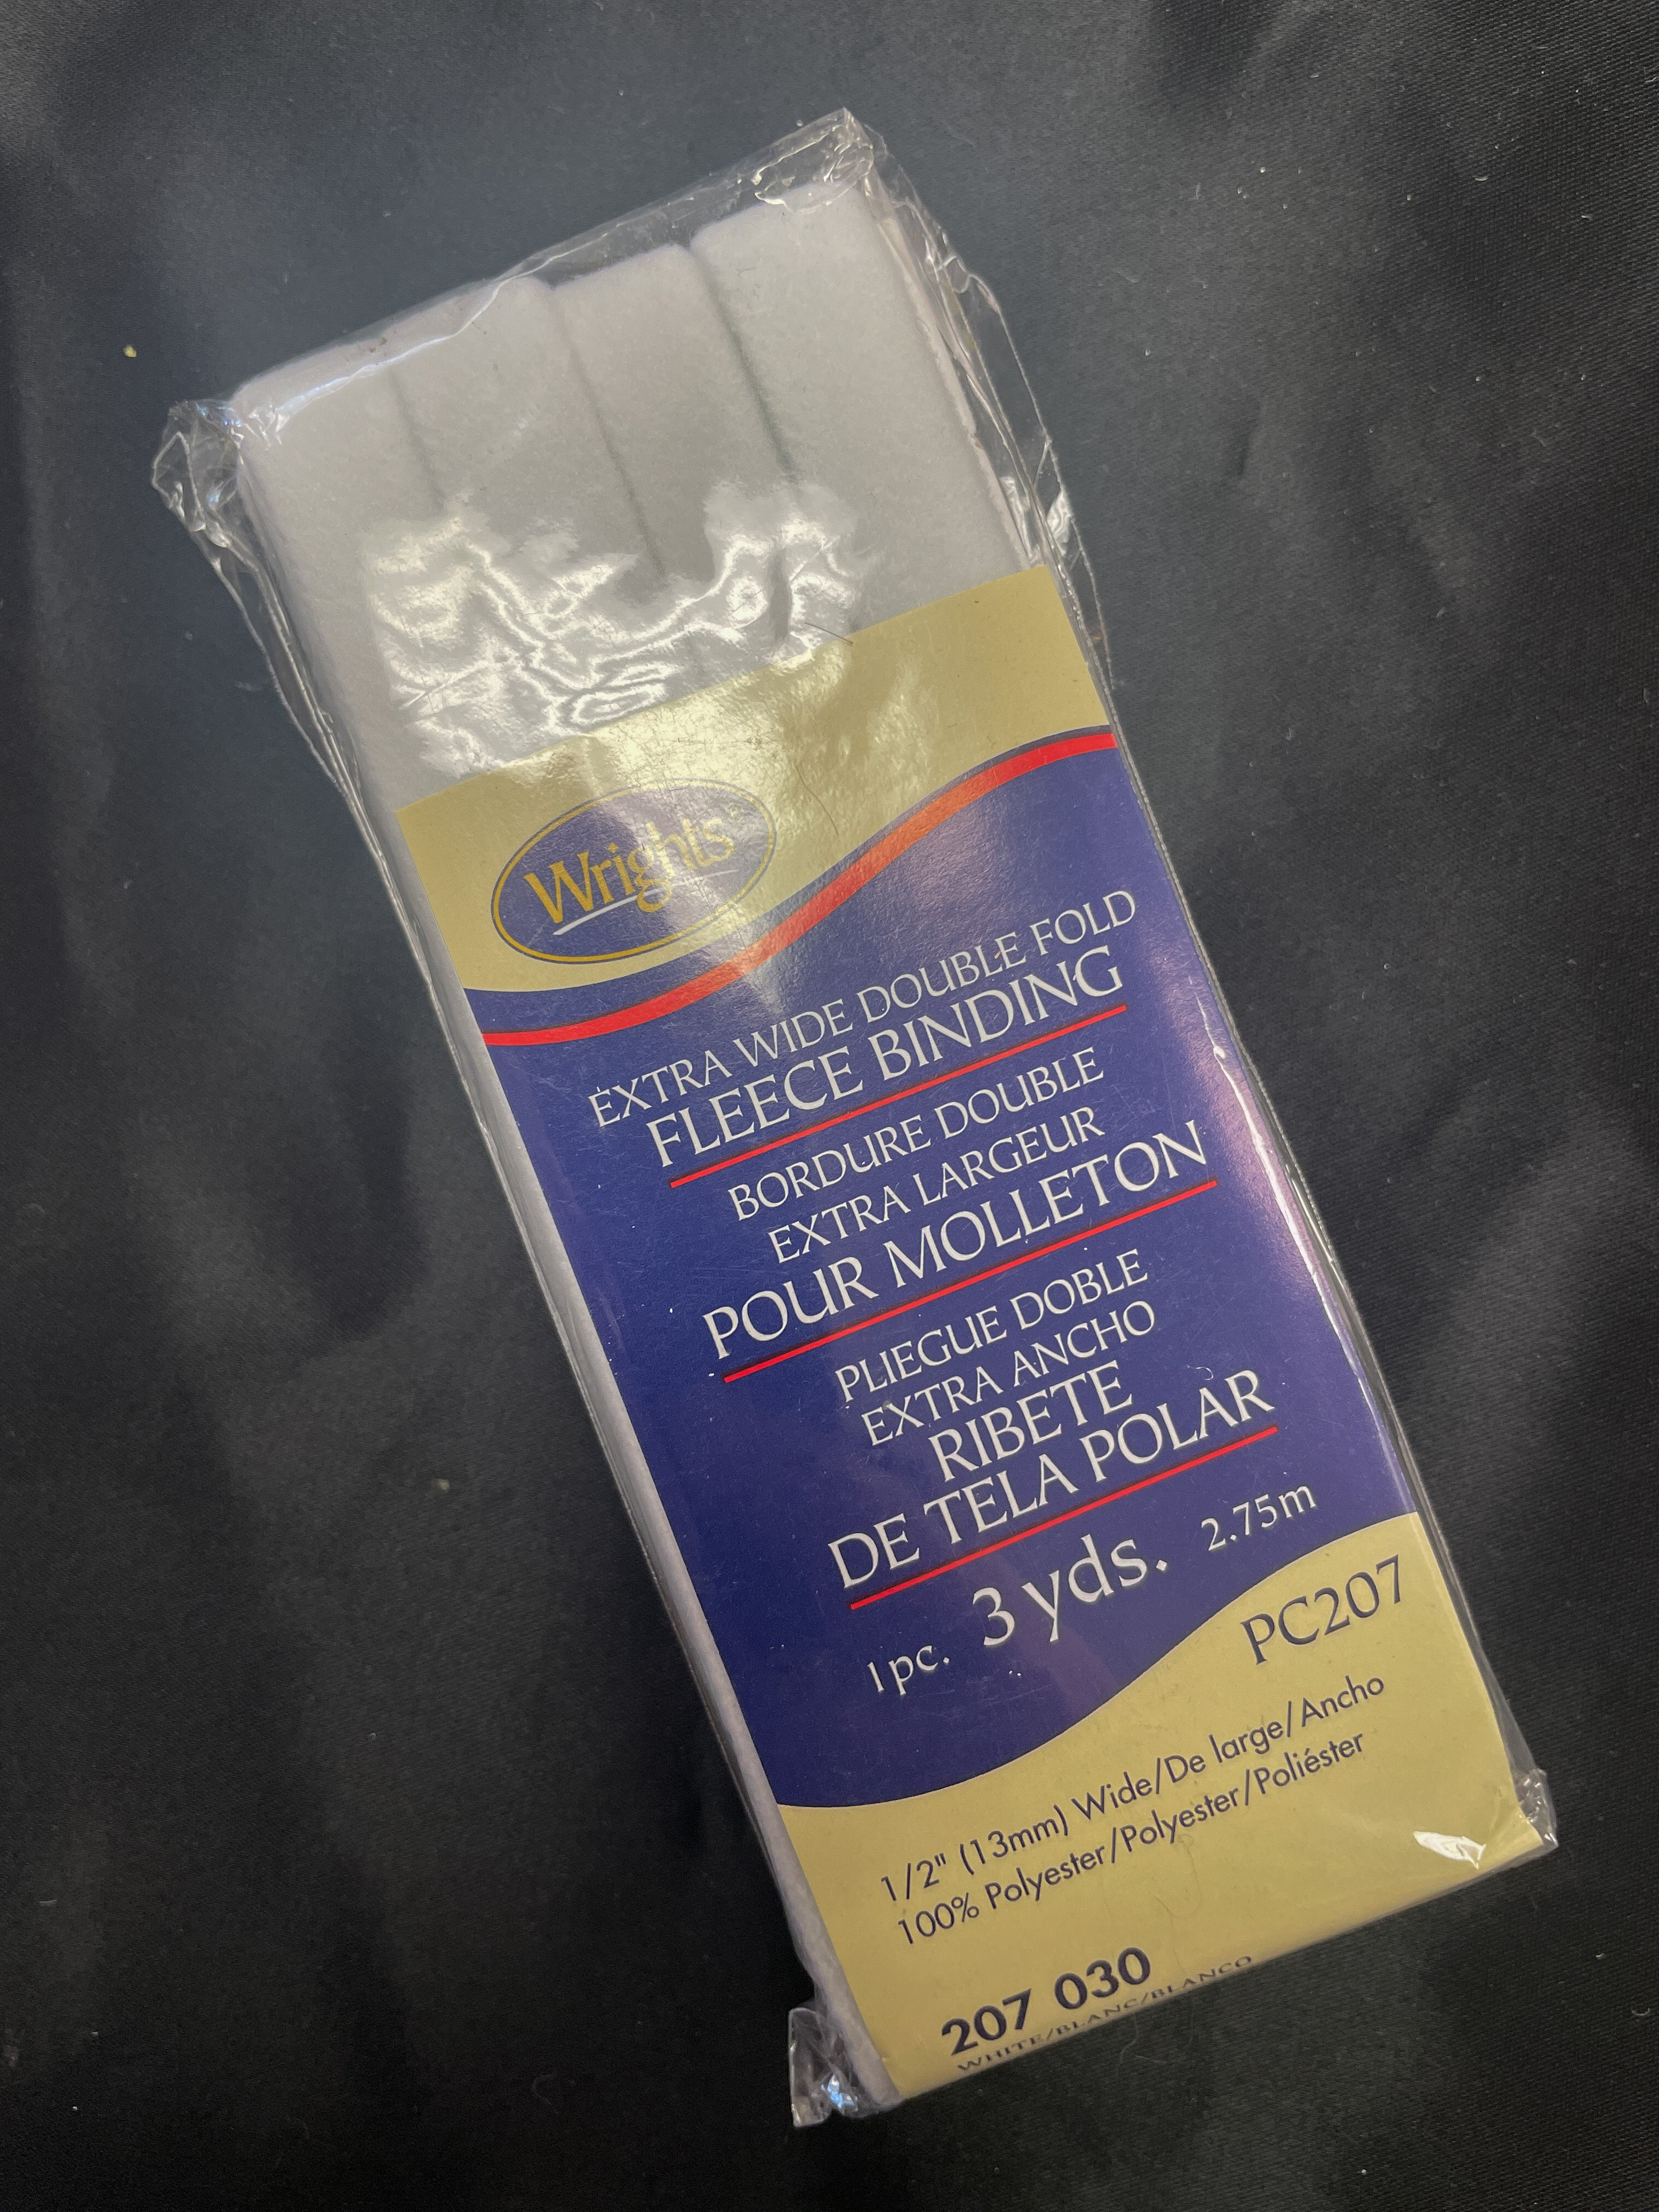 Wrights
EXTRA WIDE DOUBLE FOLD
FLEECE BINDING
BORDURE DOUBLE
EXTRA LARGEUR
POUR MOLLETON
PLIEGUE DOBLE
EXTRA ANCHO
RIBETE
DE TELA POLAR
1 pc. 3 yds. 2.75m
PC207
1/2" (13mm) Wide/De large/Ancho
100% Polyester/Polyester/Poliéster
207 030
WHITE/BLANC/BLANCO